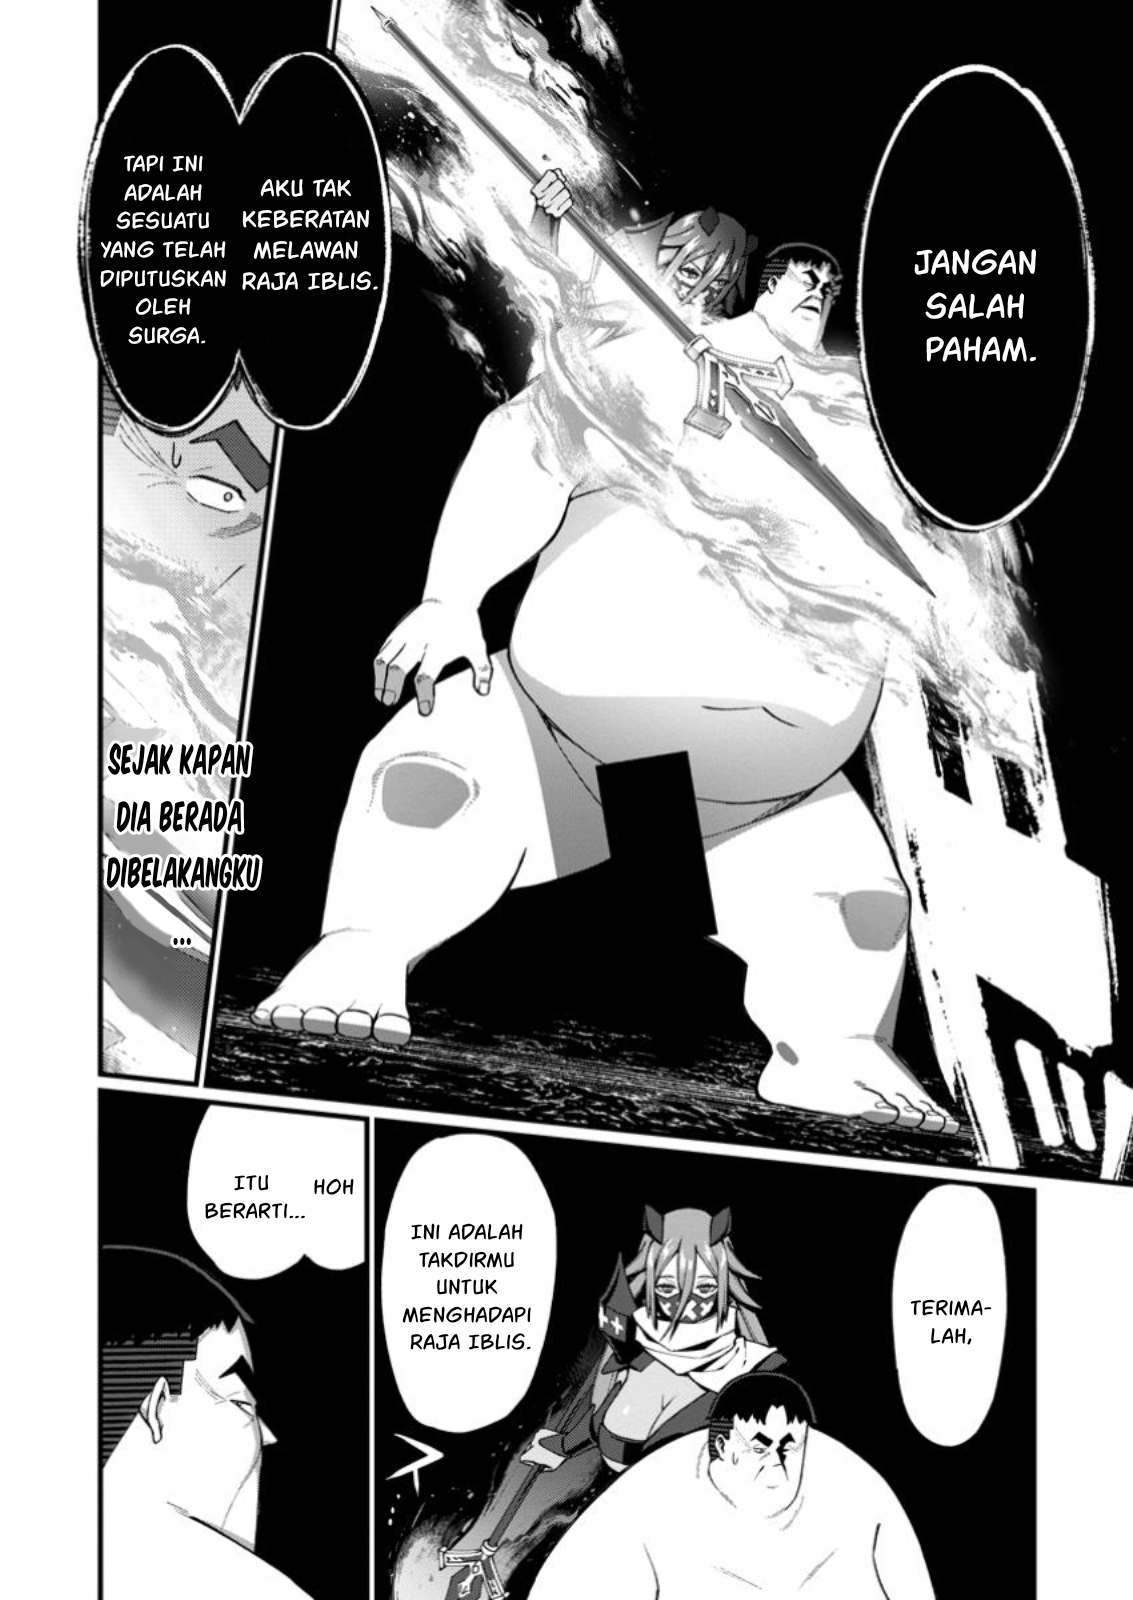 JANGAN
SALAH
PAHAM.
AKU TAK
KEBERATAN
MELAWAN
RAJA IBLIS.
TAPI INI
ADALAH
SESUATU
YANG TELAH
DIPUTUSKAN
OLEH
SURGA.
SEJAK KAPAN
DIA BERADA
DIBELAKANGKU
...
TERIMA-
LAH,
INI ADALAH
TAKDIRMU
UNTUK
MENGHADAPI
RAJA IBLIS.
HOH
ITU
BERARTI...